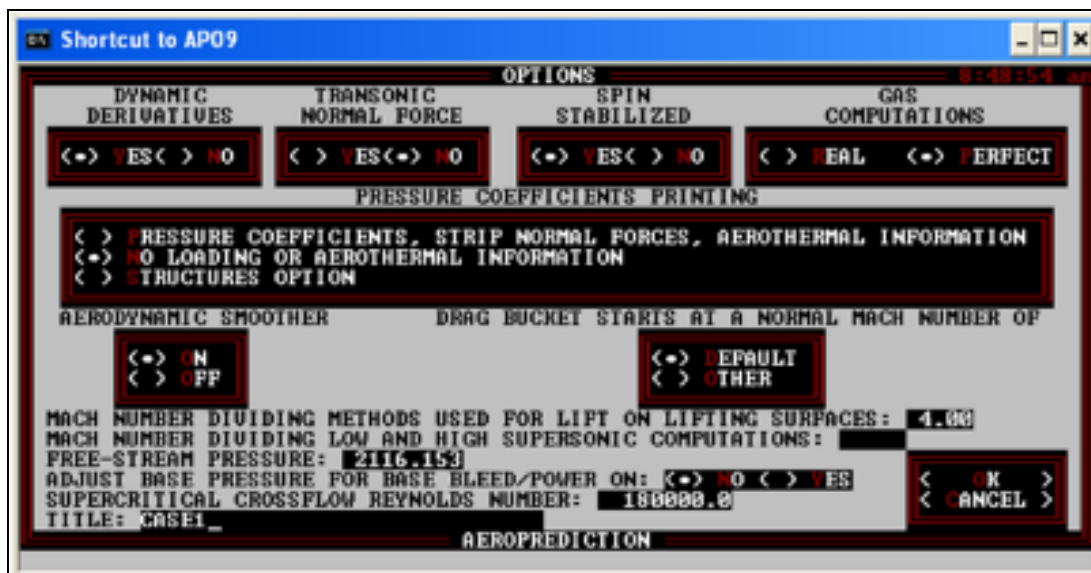 Shortcut to AP09
OPTIONS 8:48:54 am
DYNAMIC TRANSONIC SPIN GAS
DERIVATIVES NORMAL FORCE STABILIZED COMPUTATIONS
(•) YES ( ) NO ( ) YES (•) NO (•) YES ( ) NO ( ) REAL (•) PERFECT
PRESSURE COEFFICIENTS PRINTING
( ) PRESSURE COEFFICIENTS, STRIP NORMAL FORCES, AEROTHERMAL INFORMATION
(•) NO LOADING OR AEROTHERMAL INFORMATION
( ) STRUCTURES OPTION
AERODYNAMIC SMOOTHER DRAG BUCKET STARTS AT A NORMAL MACH NUMBER OF
(•) ON (•) DEFAULT
( ) OFF ( ) OTHER
MACH NUMBER DIVIDING METHODS USED FOR LIFT ON LIFTING SURFACES: 4.00
MACH NUMBER DIVIDING LOW AND HIGH SUPERSONIC COMPUTATIONS:
FREE-STREAM PRESSURE: 2116.153
ADJUST BASE PRESSURE FOR BASE BLEED/POWER ON: (•) NO ( ) YES < OK >
SUPERCRITICAL CROSSFLOW REYNOLDS NUMBER: 180000.0 < CANCEL >
TITLE: CASE1_
AEROPREDICTION